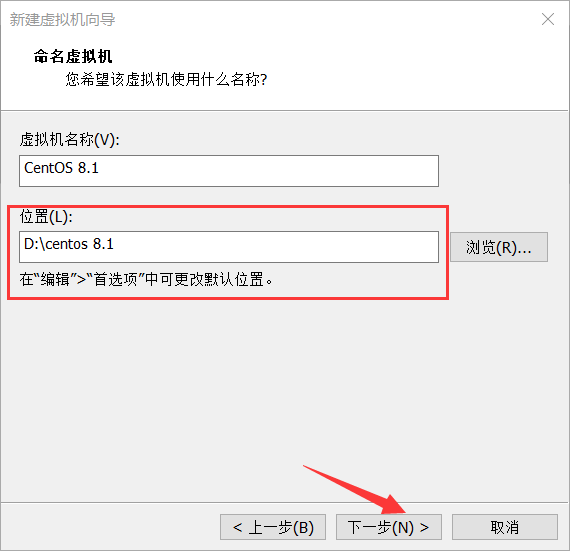 新建虚拟机向导
命名虚拟机
您希望该虚拟机使用什么名称?
虚拟机名称(V):
CentOS 8.1
位置(L):
D:\centos 8.1
浏览(R)...
在“编辑”>“首选项”中可更改默认位置。
< 上一步(B)
下一步(N) >
取消